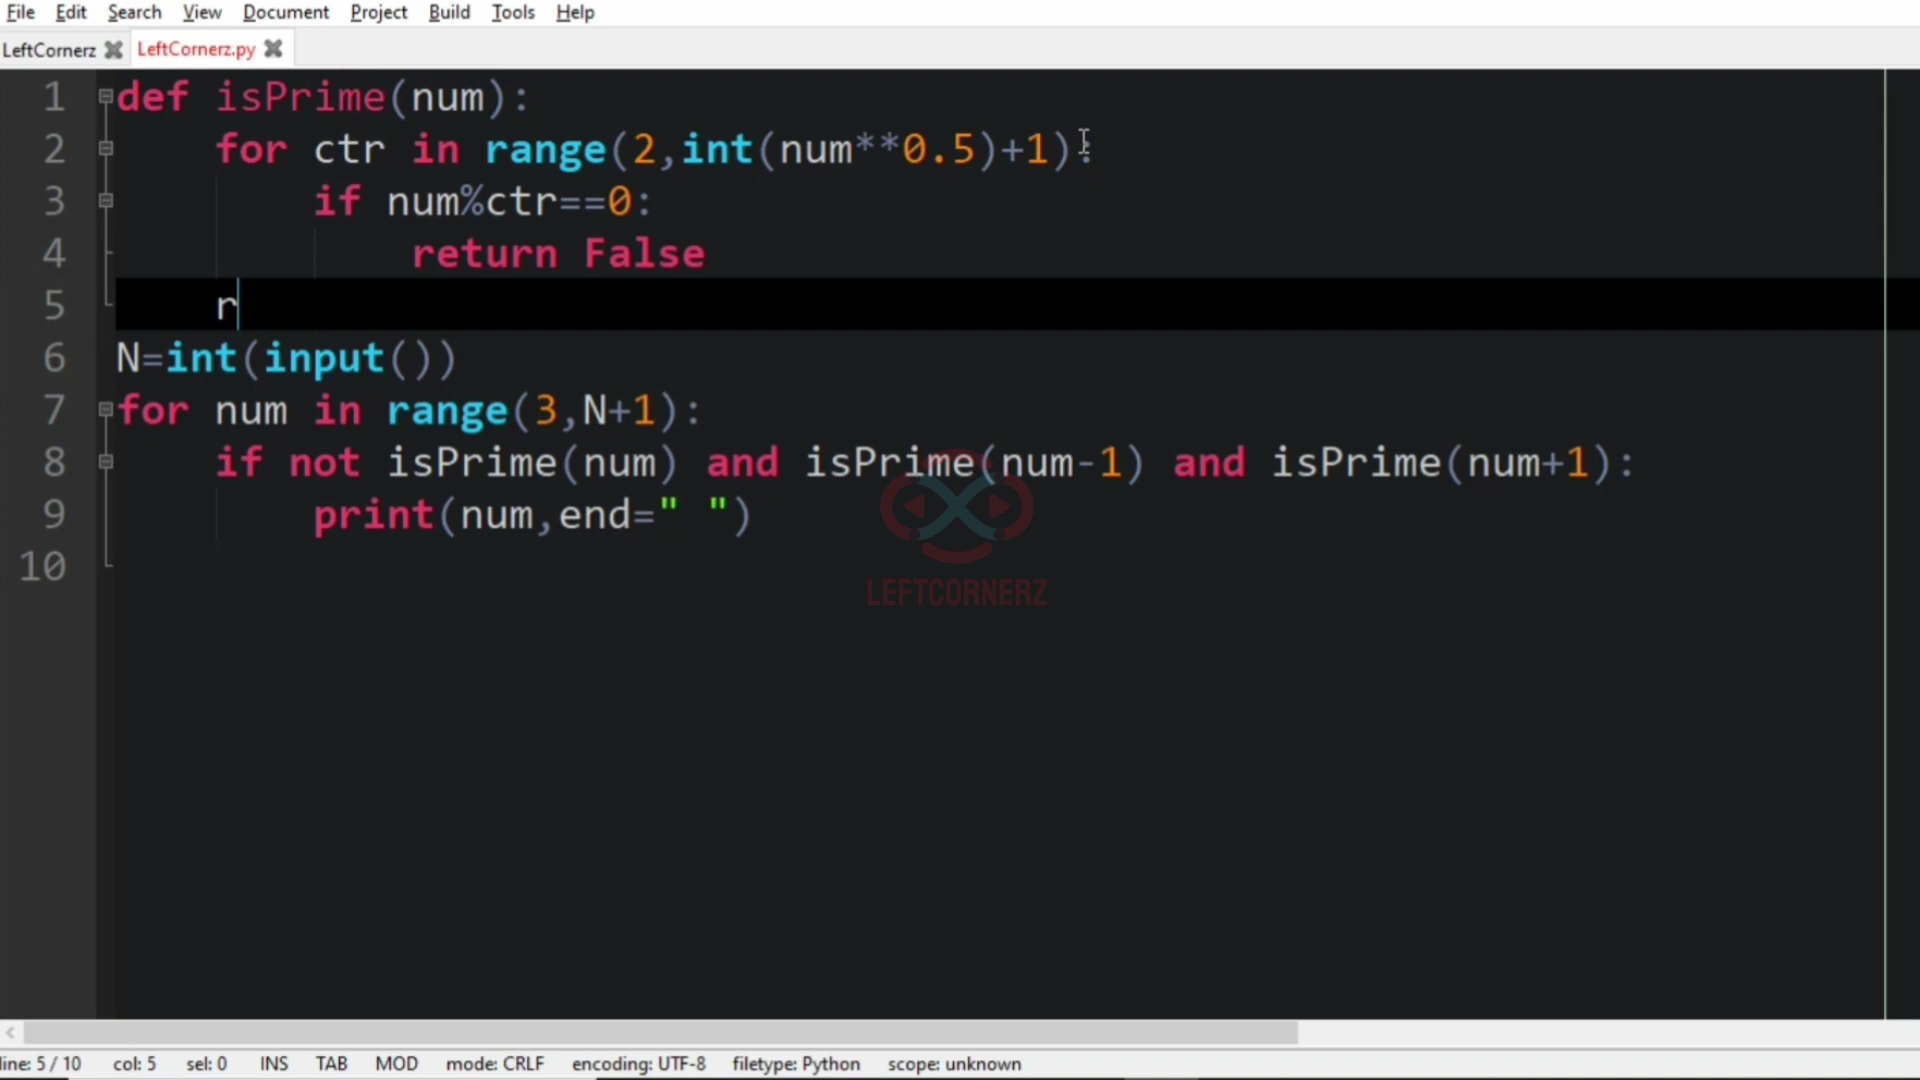 File Edit Search View Document Project Build Tools Help
LeftCornerz LeftCornerz.py
1 def isPrime(num):
2 for ctr in range(2,int(num**0.5)+1):
3 if num%ctr==0:
4 return False
5 r
6 N=int(input())
7 for num in range(3,N+1):
8 if not isPrime(num) and isPrime(num-1) and isPrime(num+1):
9 print(num,end=" ")
10
LEFTCORNERZ
line: 5 / 10 col: 5 sel: 0 INS TAB MOD mode: CRLF encoding: UTF-8 filetype: Python scope: unknown